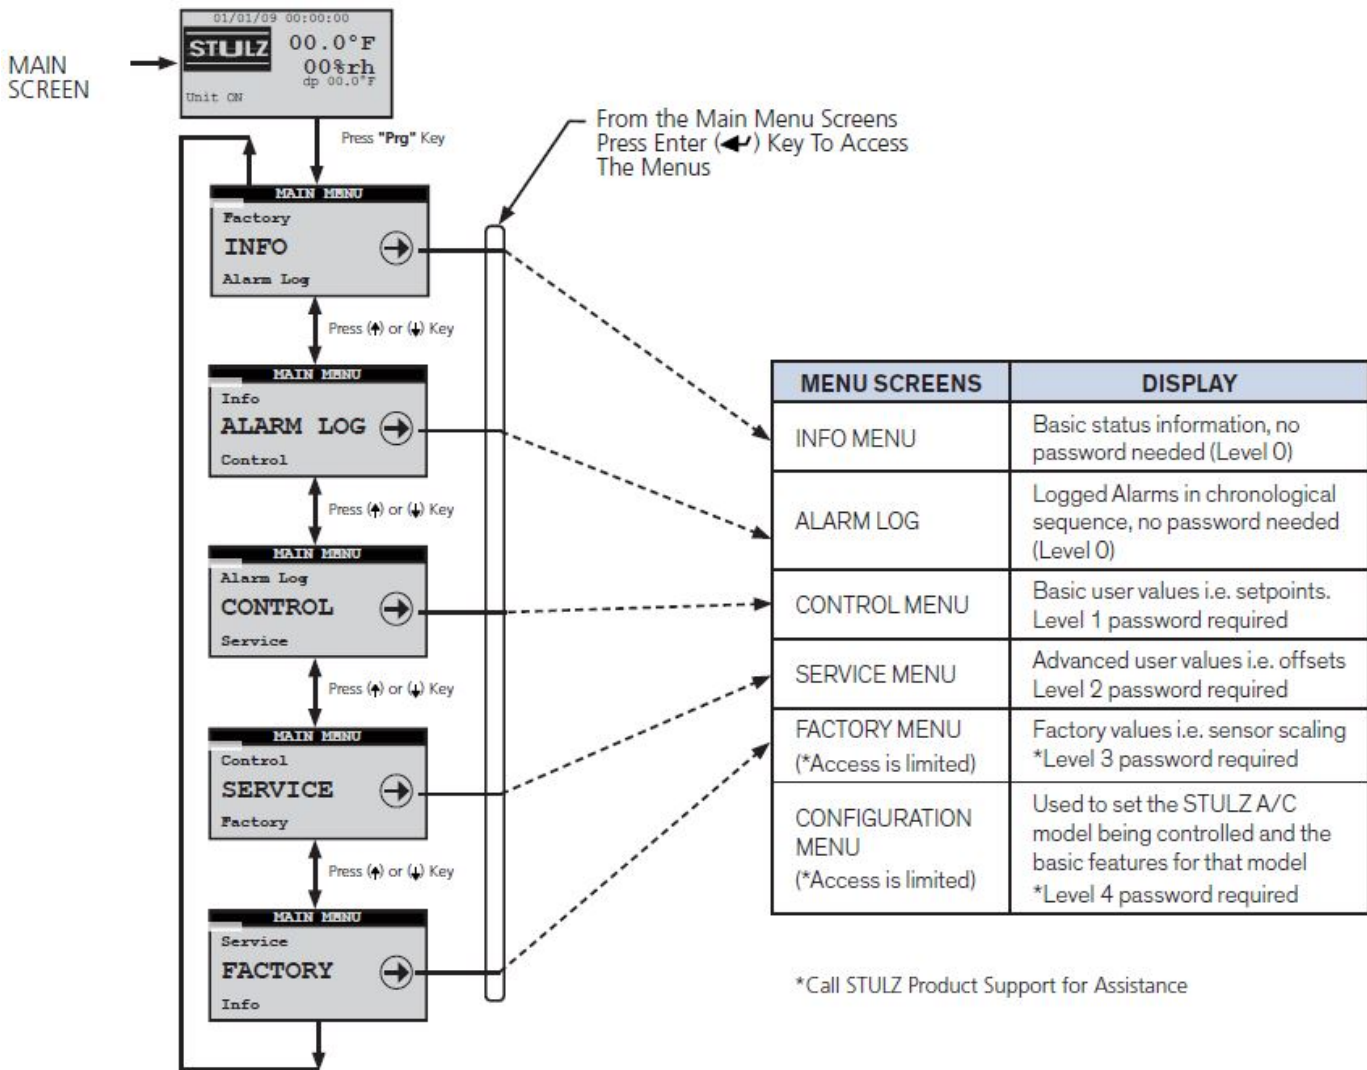 01/01/09 00:00:00
STULZ
00.0°F
00%rh
dp 00.0°F
Unit ON
MAIN
SCREEN
Press "Prg" Key
From the Main Menu Screens
Press Enter (↵) Key To Access
The Menus
MAIN MENU
Factory
INFO
Alarm Log
Press (↑) or (↓) Key
MAIN MENU
Info
ALARM LOG
Control
Press (↑) or (↓) Key
MAIN MENU
Alarm Log
CONTROL
Service
Press (↑) or (↓) Key
MAIN MENU
Control
SERVICE
Factory
Press (↑) or (↓) Key
MAIN MENU
Service
FACTORY
Info
MENU SCREENS
DISPLAY
INFO MENU
Basic status information, no
password needed (Level 0)
ALARM LOG
Logged Alarms in chronological
sequence, no password needed
(Level 0)
CONTROL MENU
Basic user values i.e. setpoints.
Level 1 password required
SERVICE MENU
Advanced user values i.e. offsets
Level 2 password required
FACTORY MENU
(*Access is limited)
Factory values i.e. sensor scaling
*Level 3 password required
CONFIGURATION
MENU
(*Access is limited)
Used to set the STULZ A/C
model being controlled and the
basic features for that model
*Level 4 password required
*Call STULZ Product Support for Assistance